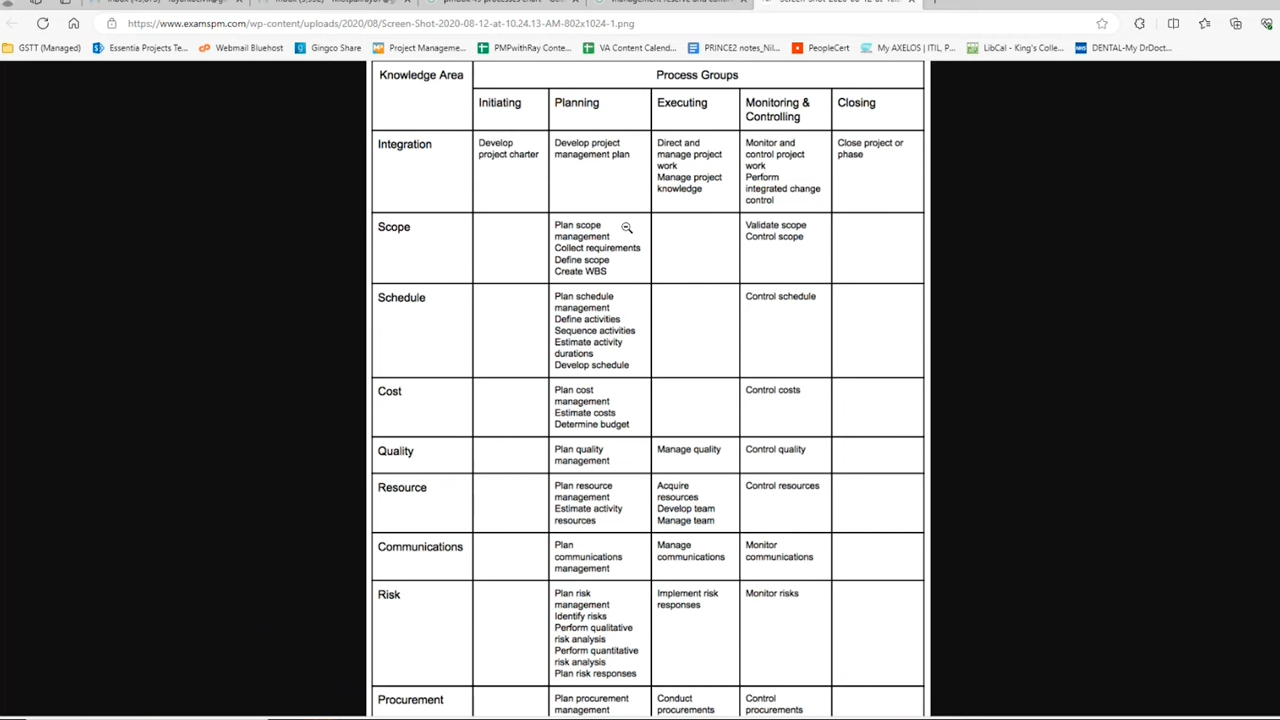 https://www.examspm.com/wp-content/uploads/2020/08/Screen-Shot-2020-08-12-at-10.24.13-AM-802x1024-1.png
GSTT (Managed)
Essentia Projects Te...
Webmail Bluehost
Gingco Share
Project Manageme...
PMPwithRay Conte...
VA Content Calend...
PRINCE2 notes_Nil...
PeopleCert
My AXELOS | ITIL, P...
LibCal - King's Colle...
DENTAL-My DrDoct...
Knowledge Area
Process Groups
Initiating
Planning
Executing
Monitoring &
Controlling
Closing
Integration
Develop
project charter
Develop project
management plan
Direct and
manage project
work
Manage project
knowledge
Monitor and
control project
work
Perform
integrated change
control
Close project or
phase
Scope
Plan scope
management
Collect requirements
Define scope
Create WBS
Validate scope
Control scope
Schedule
Plan schedule
management
Define activities
Sequence activities
Estimate activity
durations
Develop schedule
Control schedule
Cost
Plan cost
management
Estimate costs
Determine budget
Control costs
Quality
Plan quality
management
Manage quality
Control quality
Resource
Plan resource
management
Estimate activity
resources
Acquire
resources
Develop team
Manage team
Control resources
Communications
Plan
communications
management
Manage
communications
Monitor
communications
Risk
Plan risk
management
Identify risks
Perform qualitative
risk analysis
Perform quantitative
risk analysis
Plan risk responses
Implement risk
responses
Monitor risks
Procurement
Plan procurement
management
Conduct
procurements
Control
procurements